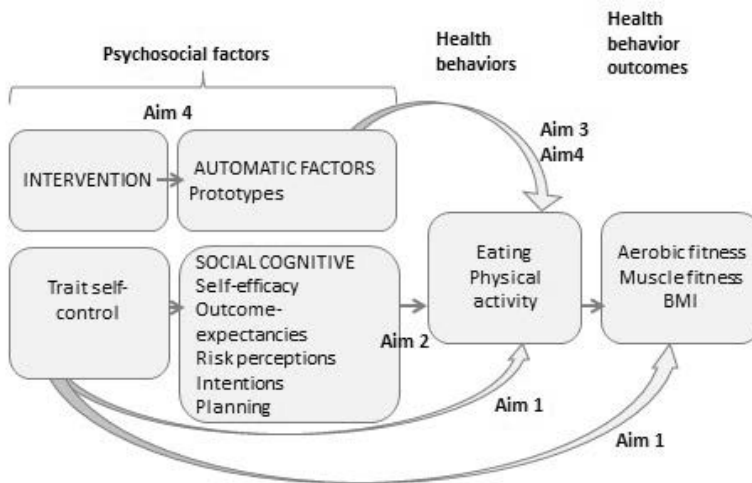 Psychosocial factors
Health
behaviors
Health
behavior
outcomes
Aim 4
Aim 3
Aim4
INTERVENTION
AUTOMATIC FACTORS
Prototypes
Trait self-
control
SOCIAL COGNITIVE
Self-efficacy
Outcome-
expectancies
Risk perceptions
Intentions
Planning
Aim 2
Eating
Physical
activity
Aerobic fitness
Muscle fitness
BMI
Aim 1
Aim 1